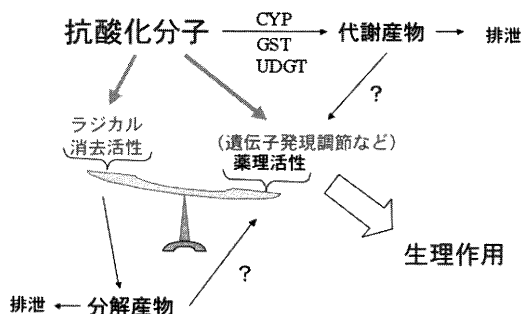 抗酸化分子
CYP
GST
UDGT
代謝産物
排泄
?
ラジカル
消去活性
(遺伝子発現調節など)
薬理活性
生理作用
?
排泄
分解産物